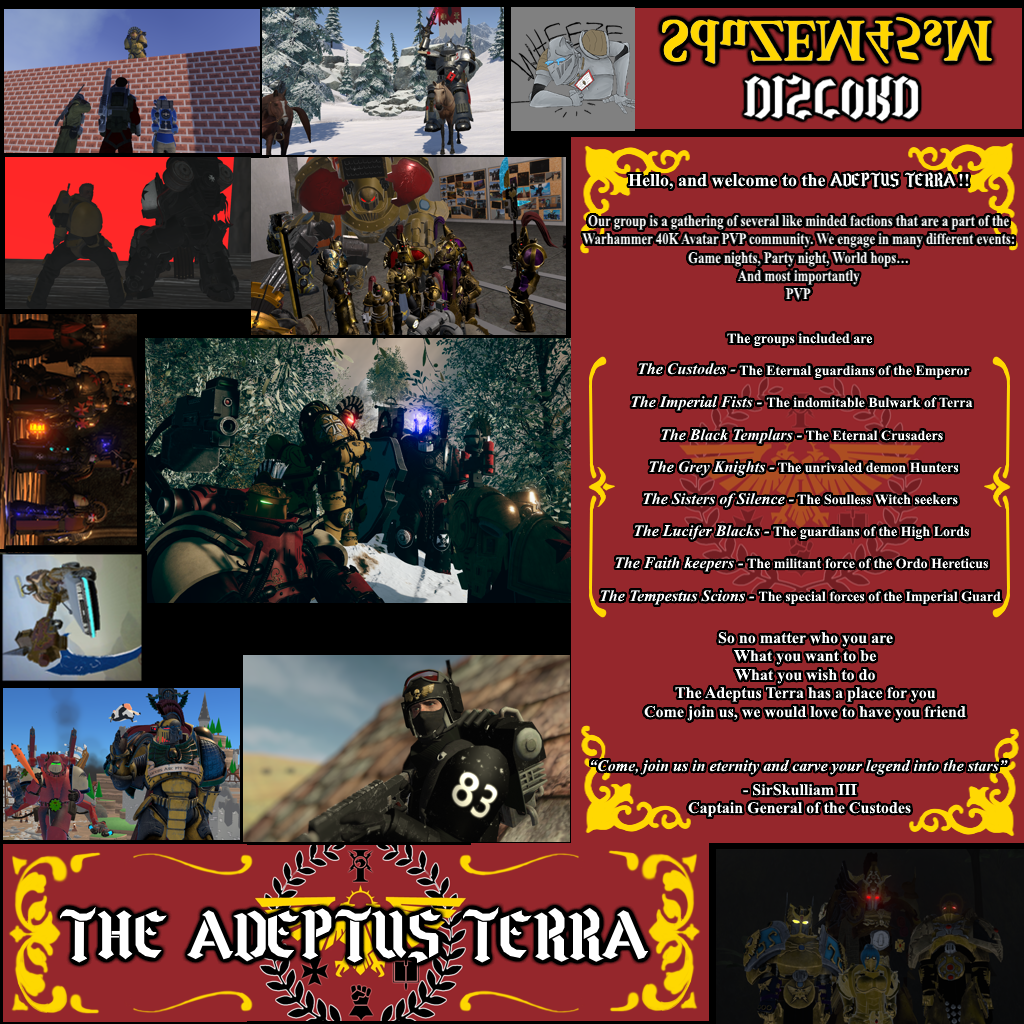 WHEEZE
DISCORD
Hello, and welcome to the ADEPTUS TERRA!!
Our group is a gathering of several like minded factions that are a part of the
Warhammer 40K Avatar PVP community. We engage in many different events:
Game nights, Party night, World hops…
And most importantly
PVP
The groups included are
The Custodes - The Eternal guardians of the Emperor
The Imperial Fists - The indomitable Bulwark of Terra
The Black Templars - The Eternal Crusaders
The Grey Knights - The unrivaled demon Hunters
The Sisters of Silence - The Soulless Witch seekers
The Lucifer Blacks - The guardians of the High Lords
The Faith keepers - The militant force of the Ordo Hereticus
The Tempestus Scions - The special forces of the Imperial Guard
So no matter who you are
What you want to be
What you wish to do
The Adeptus Terra has a place for you
Come join us, we would love to have you friend
“Come, join us in eternity and carve your legend into the stars”
- SirSkulliam III
Captain General of the Custodes
83
THE ADEPTUS TERRA